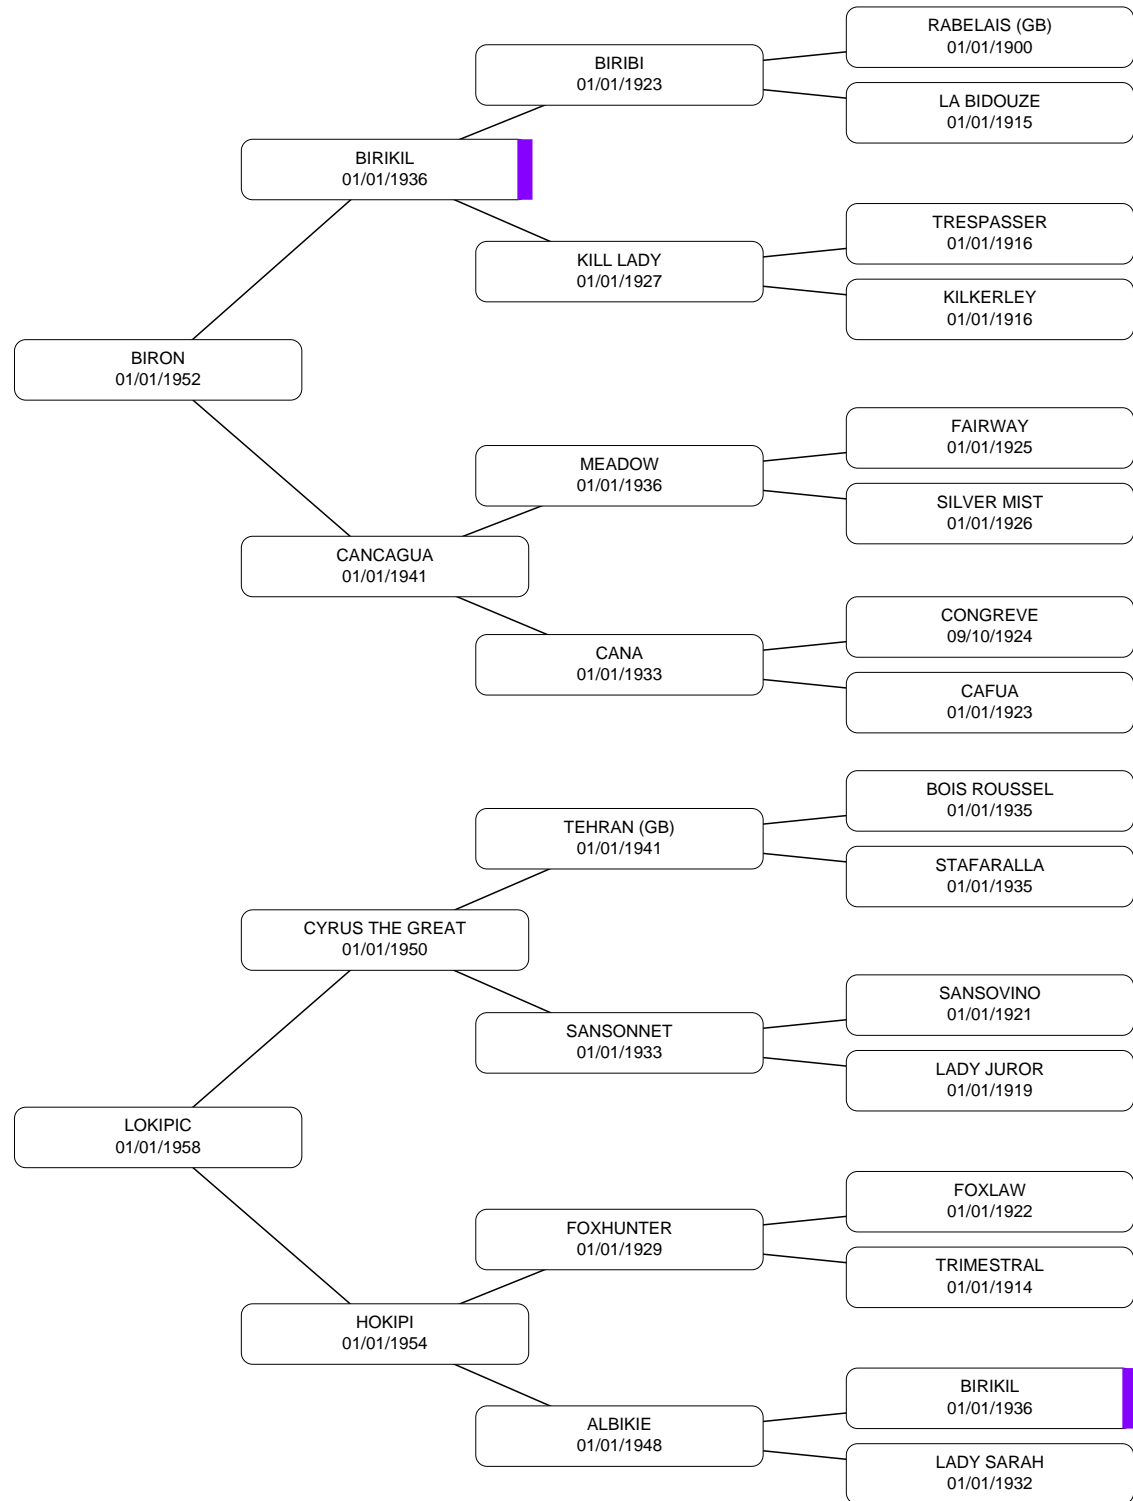 RABELAIS (GB)
01/01/1900
BIRIBI
01/01/1923
LA BIDOUZE
01/01/1915
BIRIKIL
01/01/1936
TRESPASSER
01/01/1916
KILL LADY
01/01/1927
KILKERLEY
01/01/1916
BIRON
01/01/1952
FAIRWAY
01/01/1925
MEADOW
01/01/1936
SILVER MIST
01/01/1926
CANCAGUA
01/01/1941
CONGREVE
09/10/1924
CANA
01/01/1933
CAFUA
01/01/1923
BOIS ROUSSEL
01/01/1935
TEHRAN (GB)
01/01/1941
STAFARALLA
01/01/1935
CYRUS THE GREAT
01/01/1950
SANSOVINO
01/01/1921
SANSONNET
01/01/1933
LADY JUROR
01/01/1919
LOKIPIC
01/01/1958
FOXLAW
01/01/1922
FOXHUNTER
01/01/1929
TRIMESTRAL
01/01/1914
HOKIPI
01/01/1954
BIRIKIL
01/01/1936
ALBIKIE
01/01/1948
LADY SARAH
01/01/1932